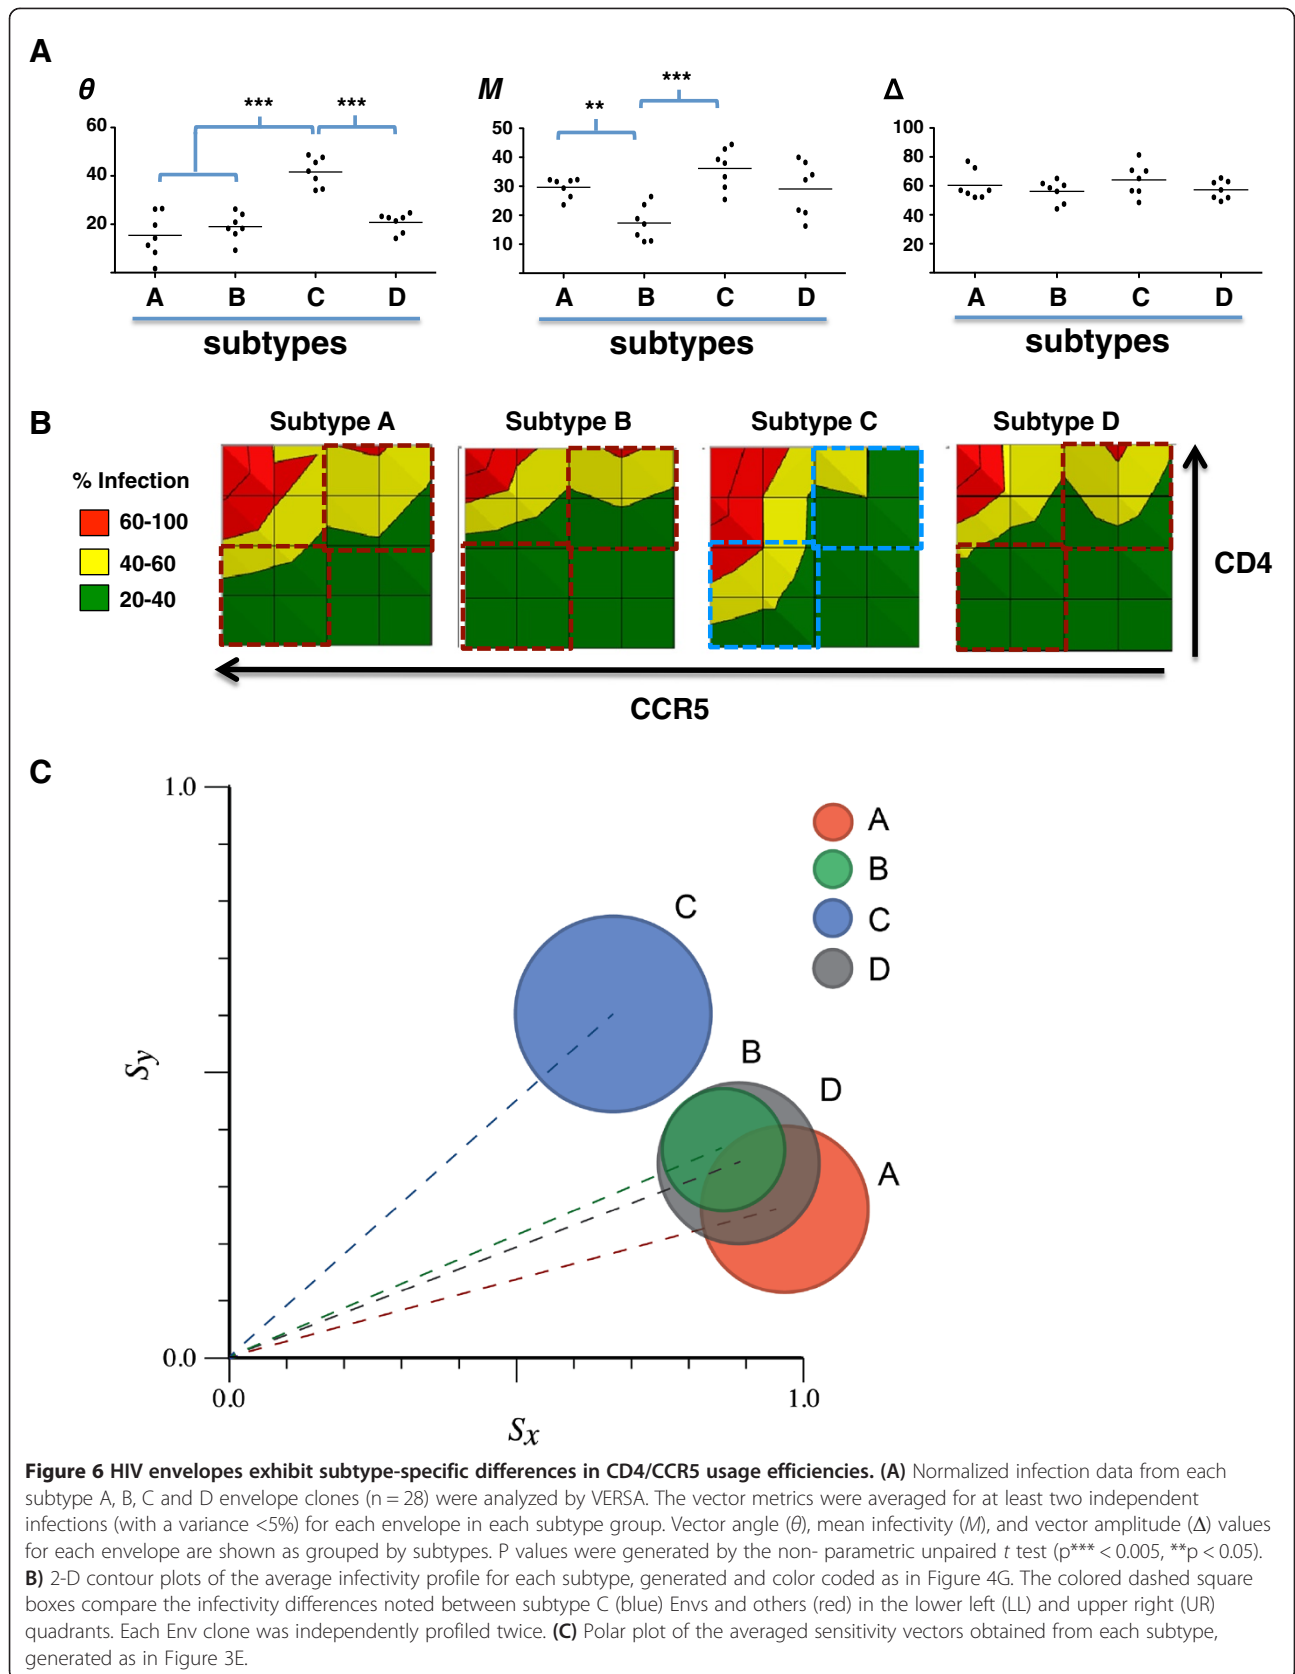 A
θ
M
Δ
*** ***
** ***
60
40
20
A B C D
subtypes
50
40
30
20
10
A B C D
subtypes
100
80
60
40
20
A B C D
subtypes
B
Subtype A Subtype B Subtype C Subtype D
% Infection
60-100
40-60
20-40
CD4
CCR5
C
1.0
0.0
0.0 1.0
Sy
Sx
A
B
C
D
C
B
D
A
Figure 6 HIV envelopes exhibit subtype-specific differences in CD4/CCR5 usage efficiencies. (A) Normalized infection data from each
subtype A, B, C and D envelope clones (n = 28) were analyzed by VERSA. The vector metrics were averaged for at least two independent
infections (with a variance <5%) for each envelope in each subtype group. Vector angle (θ), mean infectivity (M), and vector amplitude (Δ) values
for each envelope are shown as grouped by subtypes. P values were generated by the non- parametric unpaired t test (p*** < 0.005, **p < 0.05).
B) 2-D contour plots of the average infectivity profile for each subtype, generated and color coded as in Figure 4G. The colored dashed square
boxes compare the infectivity differences noted between subtype C (blue) Envs and others (red) in the lower left (LL) and upper right (UR)
quadrants. Each Env clone was independently profiled twice. (C) Polar plot of the averaged sensitivity vectors obtained from each subtype,
generated as in Figure 3E.